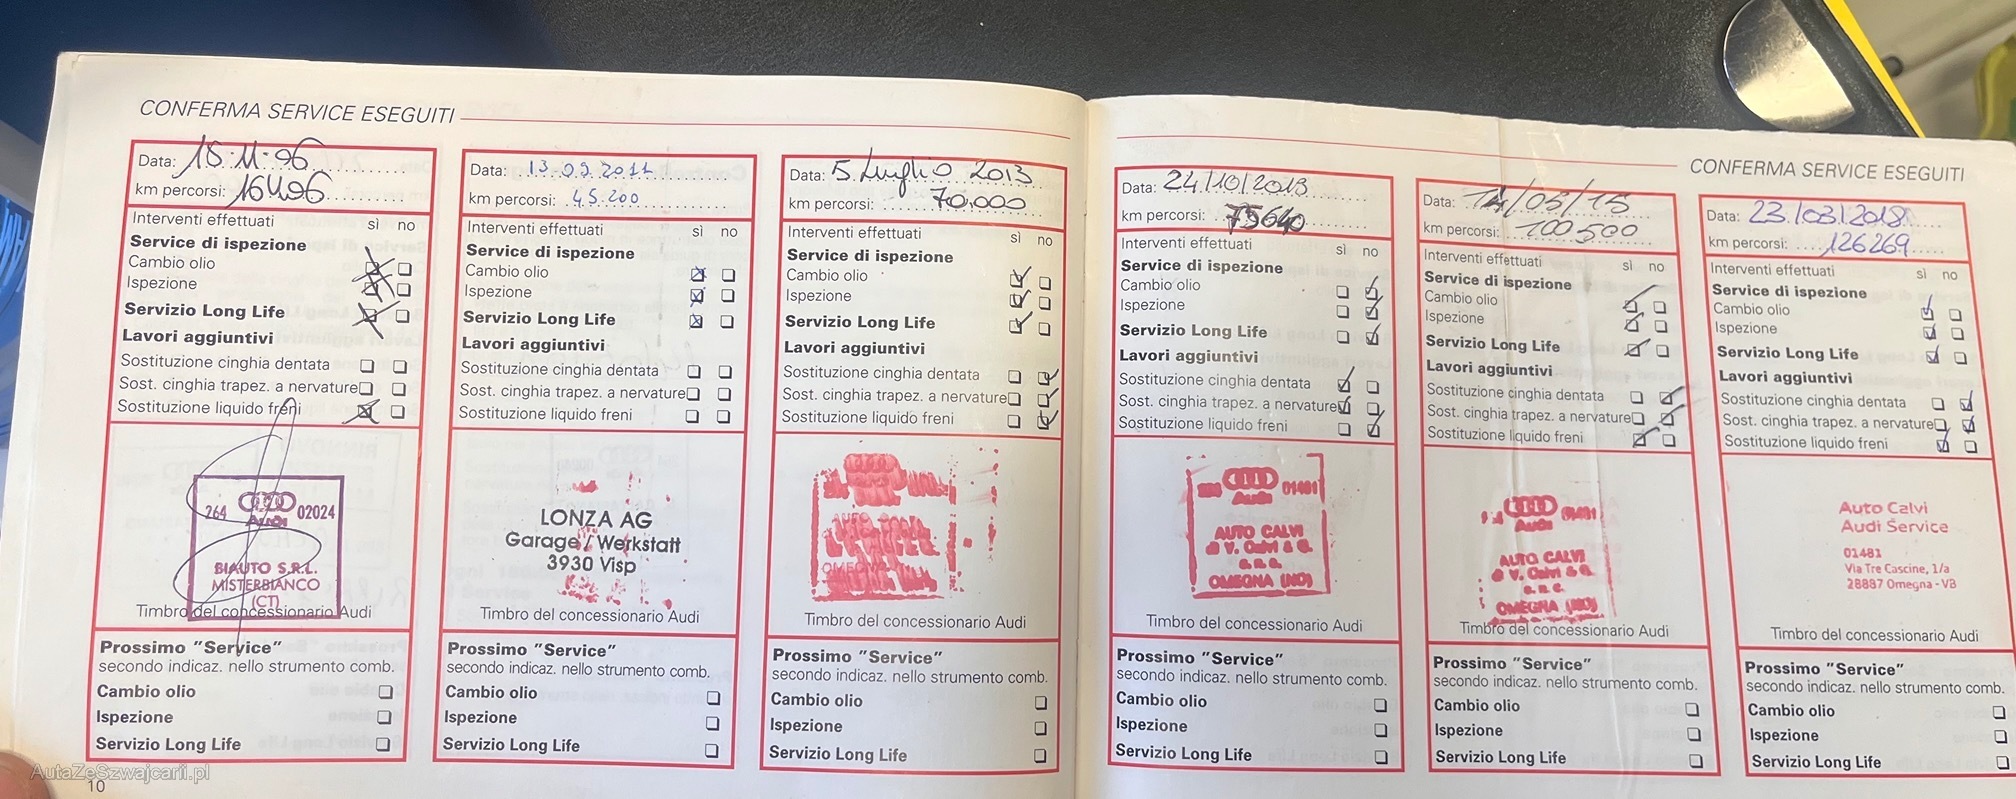 CONFERMA SERVICE ESEGUITI
Data: 18.11.06
km percorsi: 16406
Interventi effettuati sì no
Service di ispezione
Cambio olio
Ispezione
Servizio Long Life
Lavori aggiuntivi
Sostituzione cinghia dentata
Sost. cinghia trapez. a nervature
Sostituzione liquido freni
264 Audi 02024
BIAUTO S.R.L.
MISTERBIANCO
(CT)
Timbro del concessionario Audi
Prossimo "Service"
secondo indicaz. nello strumento comb.
Cambio olio
Ispezione
Servizio Long Life
10
Data: 13.09.2011
km percorsi: 45.200
Interventi effettuati sì no
Service di ispezione
Cambio olio
Ispezione
Servizio Long Life
Lavori aggiuntivi
Sostituzione cinghia dentata
Sost. cinghia trapez. a nervature
Sostituzione liquido freni
LONZA AG
Garage / Werkstatt
3930 Visp
Timbro del concessionario Audi
Prossimo "Service"
secondo indicaz. nello strumento comb.
Cambio olio
Ispezione
Servizio Long Life
Data: 5 Luglio 2013
km percorsi: 70.000
Interventi effettuati sì no
Service di ispezione
Cambio olio
Ispezione
Servizio Long Life
Lavori aggiuntivi
Sostituzione cinghia dentata
Sost. cinghia trapez. a nervature
Sostituzione liquido freni
OMEGNA
Timbro del concessionario Audi
Prossimo "Service"
secondo indicaz. nello strumento comb.
Cambio olio
Ispezione
Servizio Long Life
CONFERMA SERVICE ESEGUITI
Data: 24/10/2013
km percorsi: 75640
Interventi effettuati sì no
Service di ispezione
Cambio olio
Ispezione
Servizio Long Life
Lavori aggiuntivi
Sostituzione cinghia dentata
Sost. cinghia trapez. a nervature
Sostituzione liquido freni
01481
Audi
AUTO CALVI
di V. Calvi & G.
s.n.c.
OMEGNA (NO)
Timbro del concessionario Audi
Prossimo "Service"
secondo indicaz. nello strumento comb.
Cambio olio
Ispezione
Servizio Long Life
Data: 14/05/15
km percorsi: 100500
Interventi effettuati sì no
Service di ispezione
Cambio olio
Ispezione
Servizio Long Life
Lavori aggiuntivi
Sostituzione cinghia dentata
Sost. cinghia trapez. a nervature
Sostituzione liquido freni
01481
Audi
AUTO CALVI
di V. Calvi & G.
s.n.c.
OMEGNA (NO)
Timbro del concessionario Audi
Prossimo "Service"
secondo indicaz. nello strumento comb.
Cambio olio
Ispezione
Servizio Long Life
Data: 23/03/2018
km percorsi: 126269
Interventi effettuati sì no
Service di ispezione
Cambio olio
Ispezione
Servizio Long Life
Lavori aggiuntivi
Sostituzione cinghia dentata
Sost. cinghia trapez. a nervature
Sostituzione liquido freni
Auto Calvi
Audi Service
01481
Via Tre Cascine, 1/a
28887 Omegna - VB
Timbro del concessionario Audi
Prossimo "Service"
secondo indicaz. nello strumento comb.
Cambio olio
Ispezione
Servizio Long Life
AutaZeSzwajcarii.pl